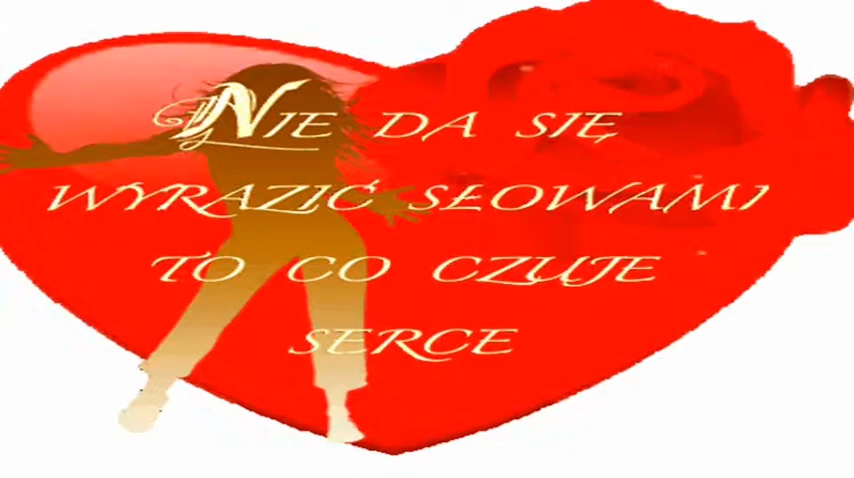 NIE DA SIĘ
WYRAZIĆ SŁOWAMI
TO CO CZUJE
SERCE